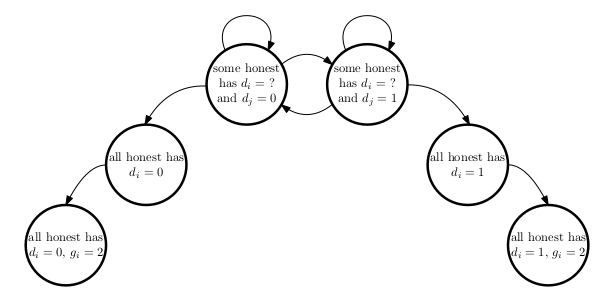 some honest
has d_i = ?
and d_j = 0
some honest
has d_i = ?
and d_j = 1
all honest has
d_i = 0
all honest has
d_i = 1
all honest has
d_i = 0, g_i = 2
all honest has
d_i = 1, g_i = 2